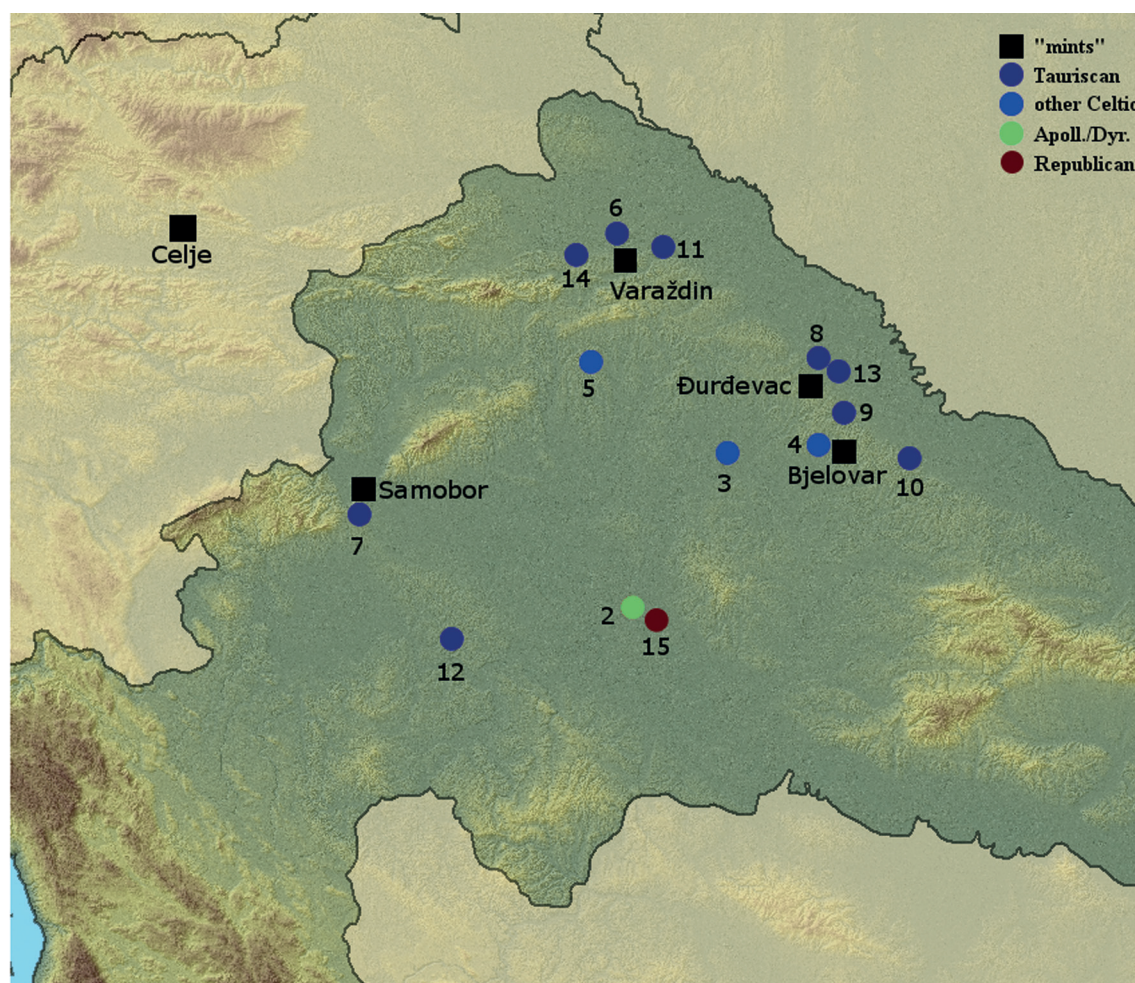 "mints"
Tauriscan
other Celtic
Apoll./Dyr.
Republican
6
11
14
Varaždin
Celje
8
13
5
Đurđevac
9
4
3
Bjelovar
10
Samobor
7
2
15
12